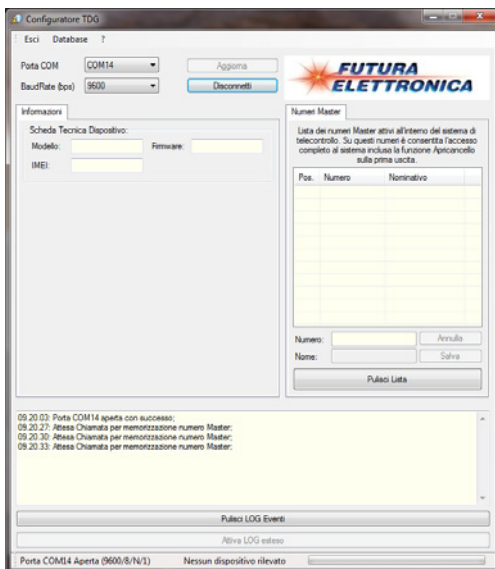 Configuratore TDG
Esci Database ?
Porta COM COM14 Aggiorna
BaudRate (bps) 9600 Disconnetti
FUTURA
ELETTRONICA
Informazioni
Scheda Tecnica Dispositivo:
Modello: Firmware:
IMEI:
Numeri Master
Lista dei numeri Master attivi all'interno del sistema di
telecontrollo. Su questi numeri è consentita l'accesso
completo al sistema inclusa la funzione Apricancello
sulla prima uscita.
Pos. Numero Nominativo
Numero: Annulla
Nome: Salva
Pulisci Lista
09.20.03: Porta COM14 aperta con successo;
09.20.27: Attesa Chiamata per memorizzazione numero Master;
09.20.30: Attesa Chiamata per memorizzazione numero Master;
09.20.33: Attesa Chiamata per memorizzazione numero Master;
Pulisci LOG Eventi
Attiva LOG esteso
Porta COM14 Aperta (9600/8/N/1) Nessun dispositivo rilevato